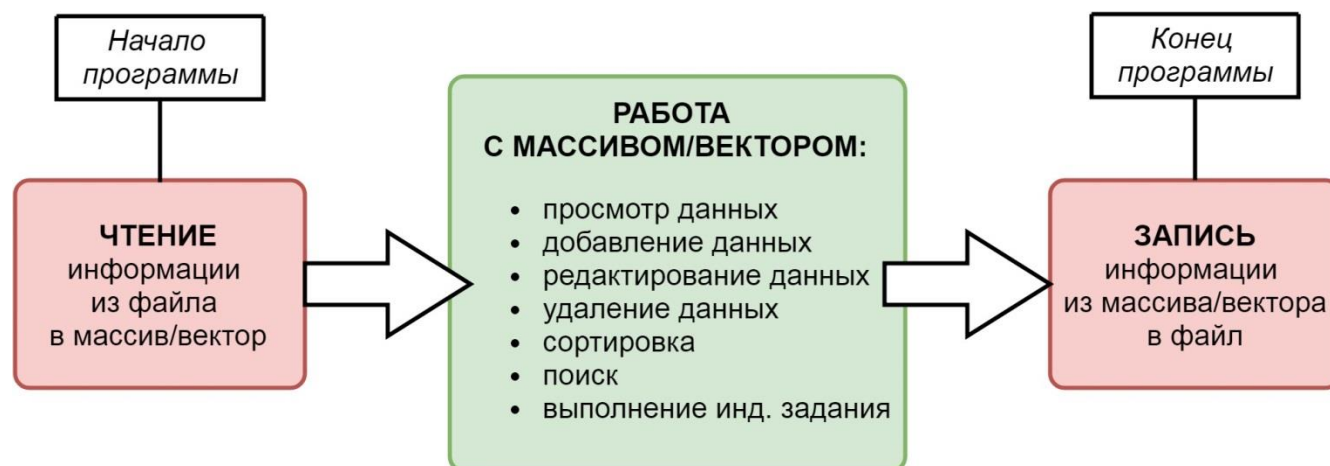 Начало
программы
ЧТЕНИЕ
информации
из файла
в массив/вектор
РАБОТА
С МАССИВОМ/ВЕКТОРОМ:
• просмотр данных
• добавление данных
• редактирование данных
• удаление данных
• сортировка
• поиск
• выполнение инд. задания
Конец
программы
ЗАПИСЬ
информации
из массива/вектора
в файл